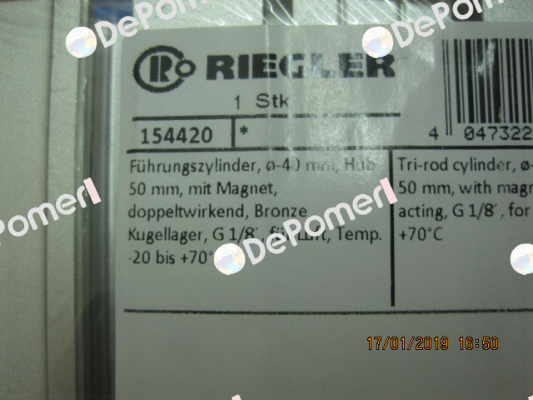 RIEGLER
1 Stk
154420 *
4 047322
Führungszylinder, ø-40 mm, Hub
50 mm, mit Magnet,
doppeltwirkend, Bronze
Kugellager, G 1/8´, für Luft, Temp.
-20 bis +70°
Tri-rod cylinder, ø-
50 mm, with magn
acting, G 1/8´, for
+70°C
17/01/2019 16:50
DePomerl
DePomerl
DePomerl
DePomerl